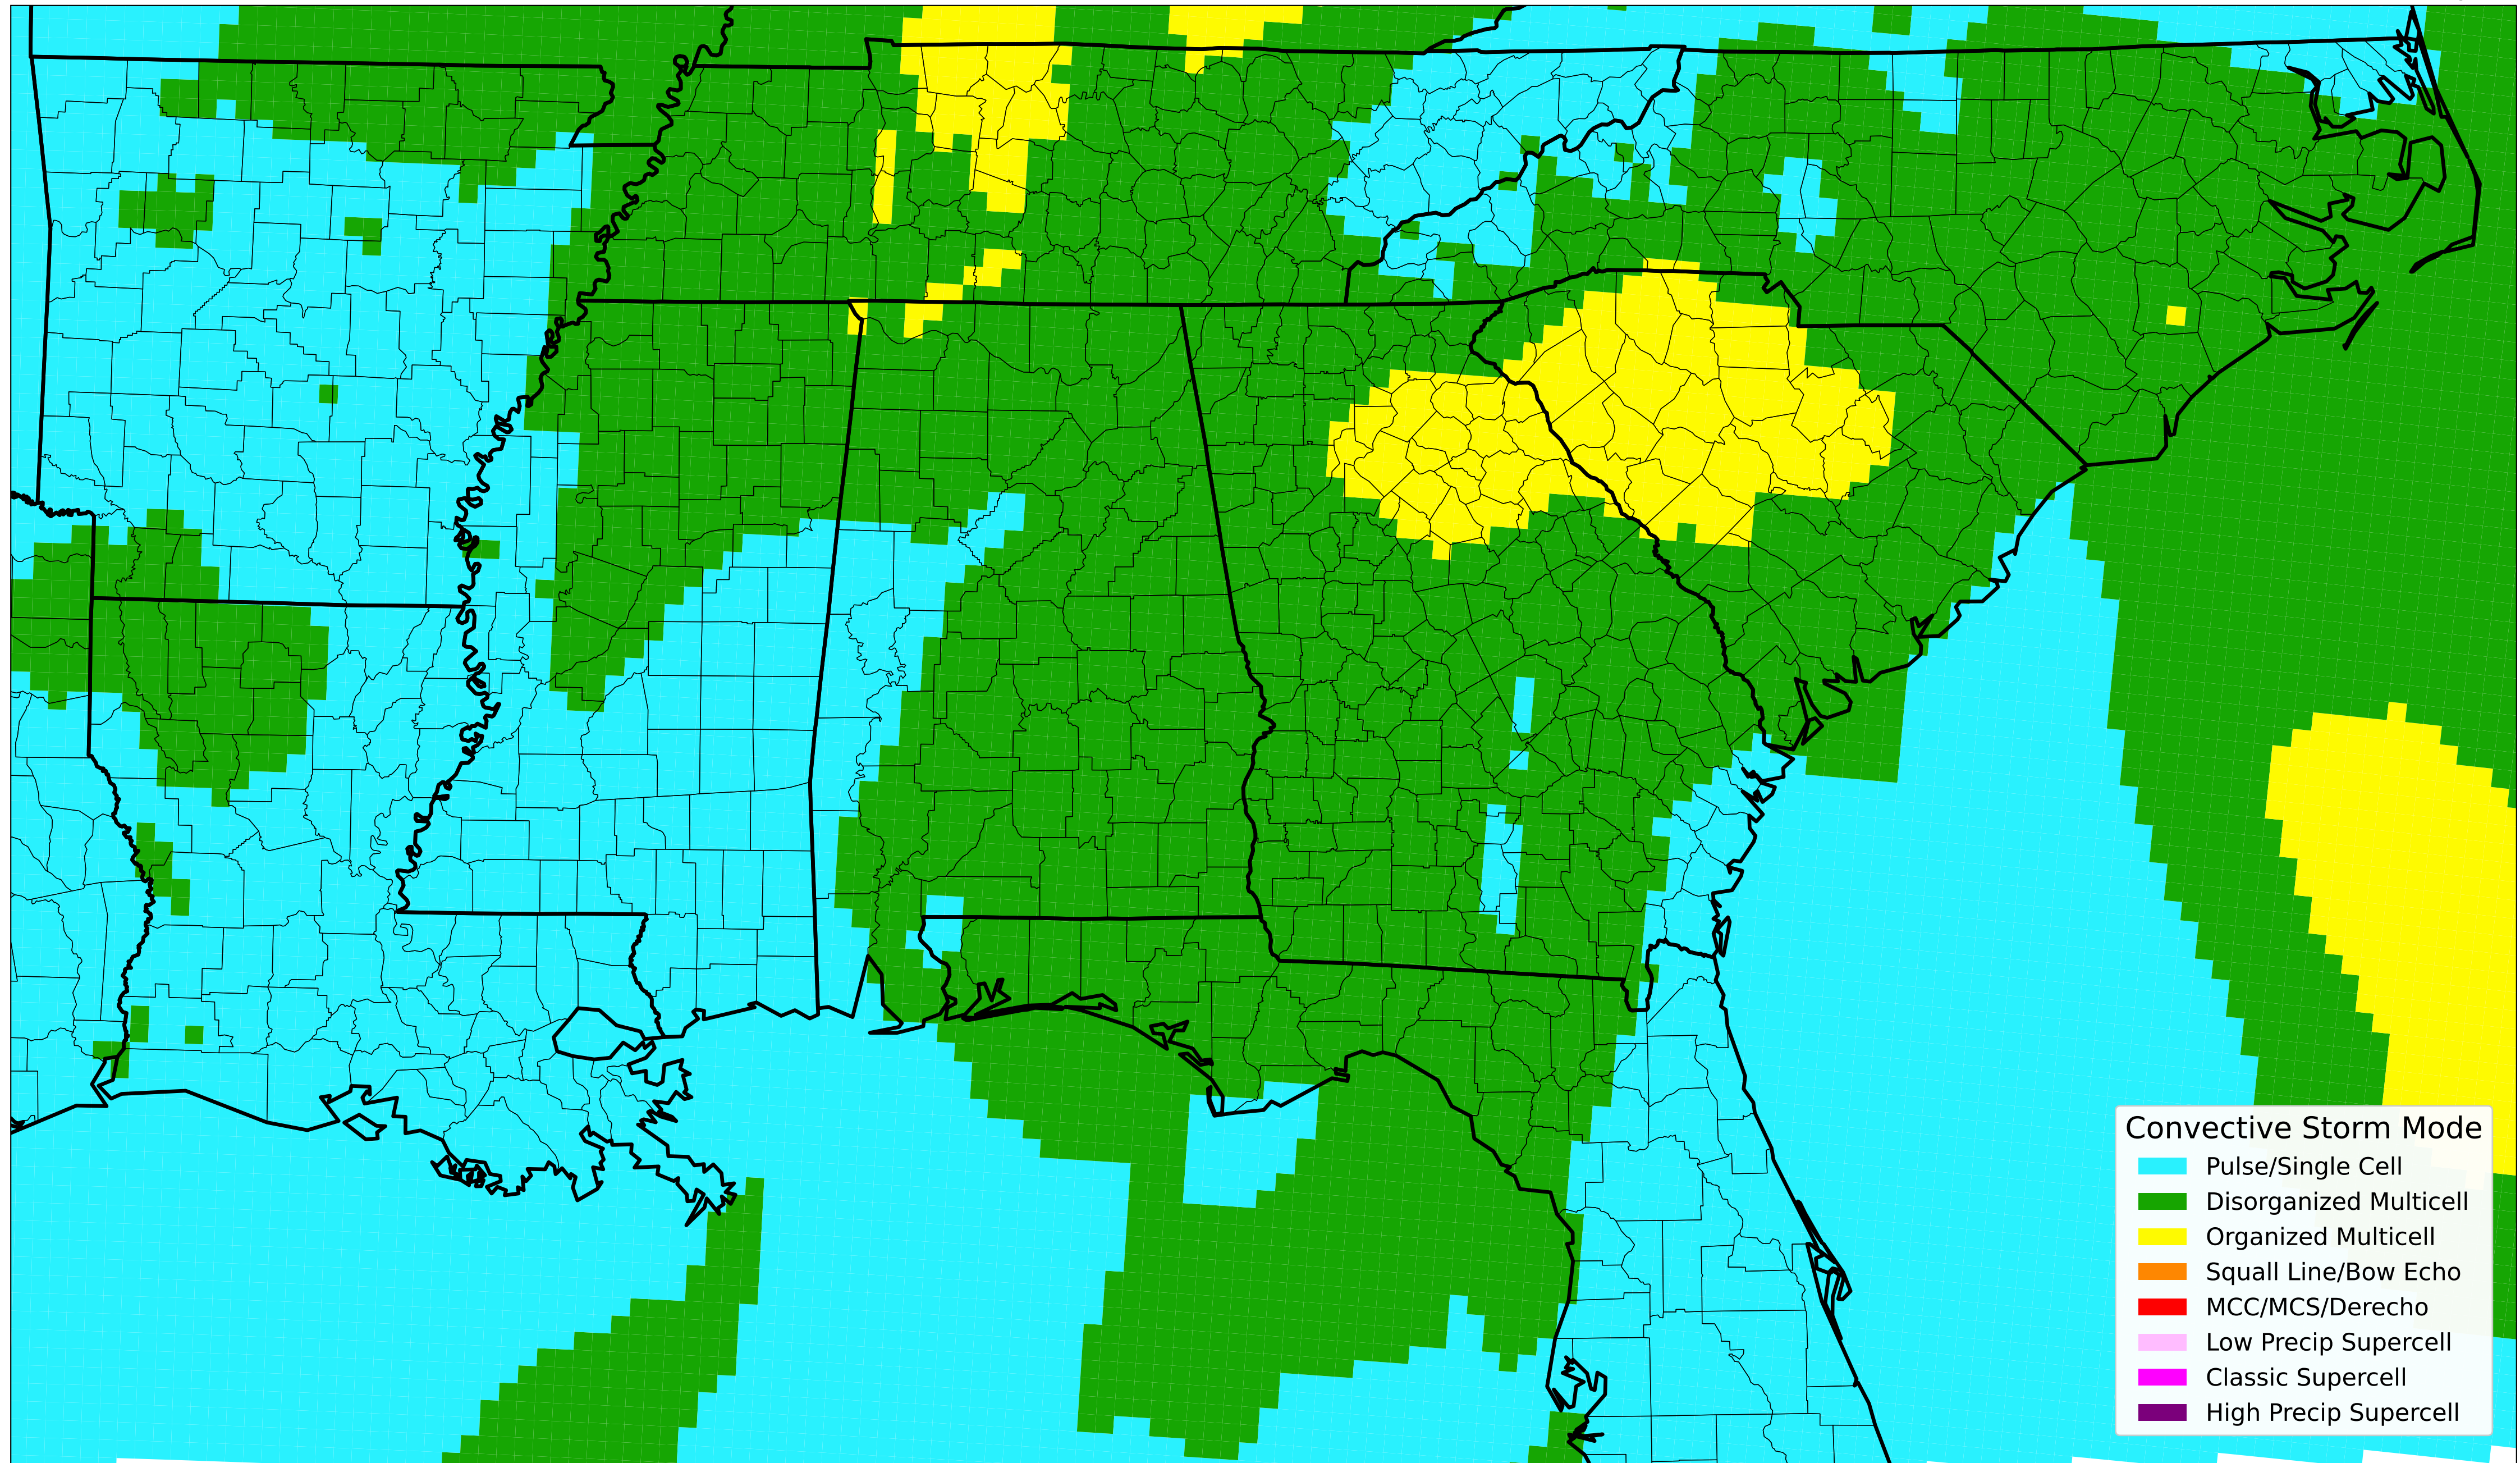 Convective Storm Mode
Pulse/Single Cell
Disorganized Multicell
Organized Multicell
Squall Line/Bow Echo
MCC/MCS/Derecho
Low Precip Supercell
Classic Supercell
High Precip Supercell